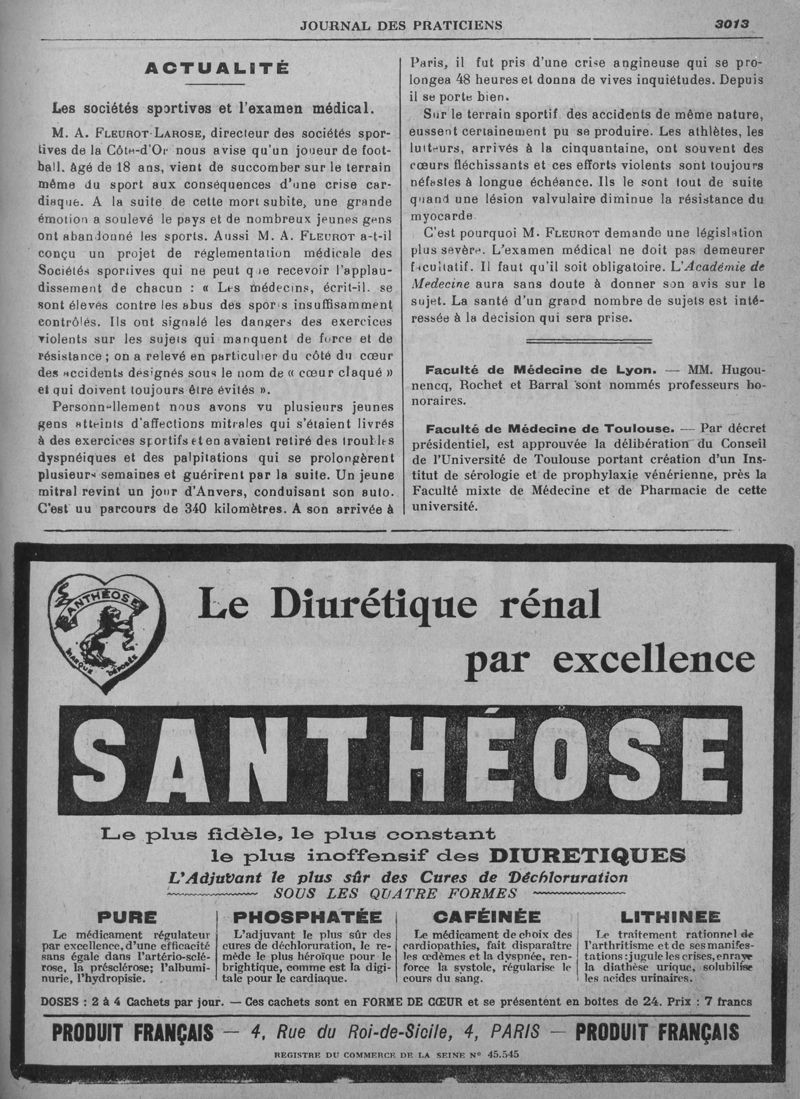 JOURNAL DES PRATICIENS
3013
ACTUALITÉ
Les sociétés sportives et l'examen médical.
M. A. FLEUROT-LAROSE, directeur des sociétés spor-
tives de la Côte-d'Or nous avise qu'un joueur de foot-
ball, âgé de 18 ans, vient de succomber sur le terrain
même du sport aux conséquences d'une crise car-
diaque. A la suite de cette mort subite, une grande
émotion a soulevé le pays et de nombreux jeunes gens
ont abandonné les sports. Aussi M. A. FLEUROT a-t-il
conçu un projet de réglementation médicale des
Sociétés sportives qui ne peut que recevoir l'applau-
dissement de chacun : « Les médecins, écrit-il, se
sont élevés contre les abus des sports insuffisamment
contrôlés. Ils ont signalé les dangers des exercices
violents sur les sujets qui manquent de force et de
résistance ; on a relevé en particulier du côté du cœur
des accidents désignés sous le nom de « cœur claqué »
et qui doivent toujours être évités ».
Personnellement nous avons vu plusieurs jeunes
gens atteints d'affections mitrales qui s'étaient livrés
à des exercices sportifs et en avaient retiré des troubles
dyspnéiques et des palpitations qui se prolongèrent
plusieurs semaines et guérirent par la suite. Un jeune
mitral revint un jour d'Anvers, conduisant son auto.
C'est uu parcours de 340 kilomètres. A son arrivée à
Paris, il fut pris d'une crise angineuse qui se pro-
longea 48 heures et donna de vives inquiétudes. Depuis
il se porte bien.
Sur le terrain sportif des accidents de même nature,
eussent certainement pu se produire. Les athlètes, les
lutteurs, arrivés à la cinquantaine, ont souvent des
cœurs fléchissants et ces efforts violents sont toujours
néfastes à longue échéance. Ils le sont tout de suite
quand une lésion valvulaire diminue la résistance du
myocarde
C'est pourquoi M. FLEUROT demande une législation
plus sevère. L'examen médical ne doit pas demeurer
facultatif. Il faut qu'il soit obligatoire. L'Académie de
Medecine aura sans doute à donner son avis sur le
sujet. La santé d'un grand nombre de sujets est inté-
ressée à la decision qui sera prise.
Faculté de Médecine de Lyon. — MM. Hugou-
nencq, Rochet et Barral sont nommés professeurs ho-
noraires.
Faculté de Médecine de Toulouse. — Par décret
présidentiel, est approuvée la délibération du Conseil
de l'Université de Toulouse portant création d'un Ins-
titut de sérologie et de prophylaxie vénérienne, près la
Faculté mixte de Médecine et de Pharmacie de cette
université.
SANTHÉOSE
MARQUE DÉPOSÉE
Le Diurétique rénal
par excellence
SANTHÉOSE
Le plus fidèle, le plus constant
le plus inoffensif des DIURETIQUES
L'Adjuvant le plus sûr des Cures de Déchloruration
SOUS LES QUATRE FORMES
PURE
Le médicament régulateur
par excellence, d'une efficacité
sans égale dans l'artério-sclé-
rose, la présclérose; l'albumi-
nurie, l'hydropisie.
PHOSPHATÉE
L'adjuvant le plus sûr des
cures de déchloruration, le re-
mède le plus héroïque pour le
brightique, comme est la digi-
tale pour le cardiaque.
CAFÉINÉE
Le médicament de choix des
cardiopathies, fait disparaître
les œdèmes et la dyspnée, ren-
force la systole, régularise le
cours du sang.
LITHINEE
Le traitement rationnel de
l'arthritisme et de ses manifes-
tations : jugule les crises, enraye
la diathèse urique, solubilise
les acides urinaires.
DOSES : 2 à 4 Cachets par jour. — Ces cachets sont en FORME DE CŒUR et se présentent en boîtes de 24. Prix : 7 francs
PRODUIT FRANÇAIS — 4, Rue du Roi-de-Sicile, 4, PARIS — PRODUIT FRANÇAIS
REGISTRE DU COMMERCE DE LA SEINE N° 45.545